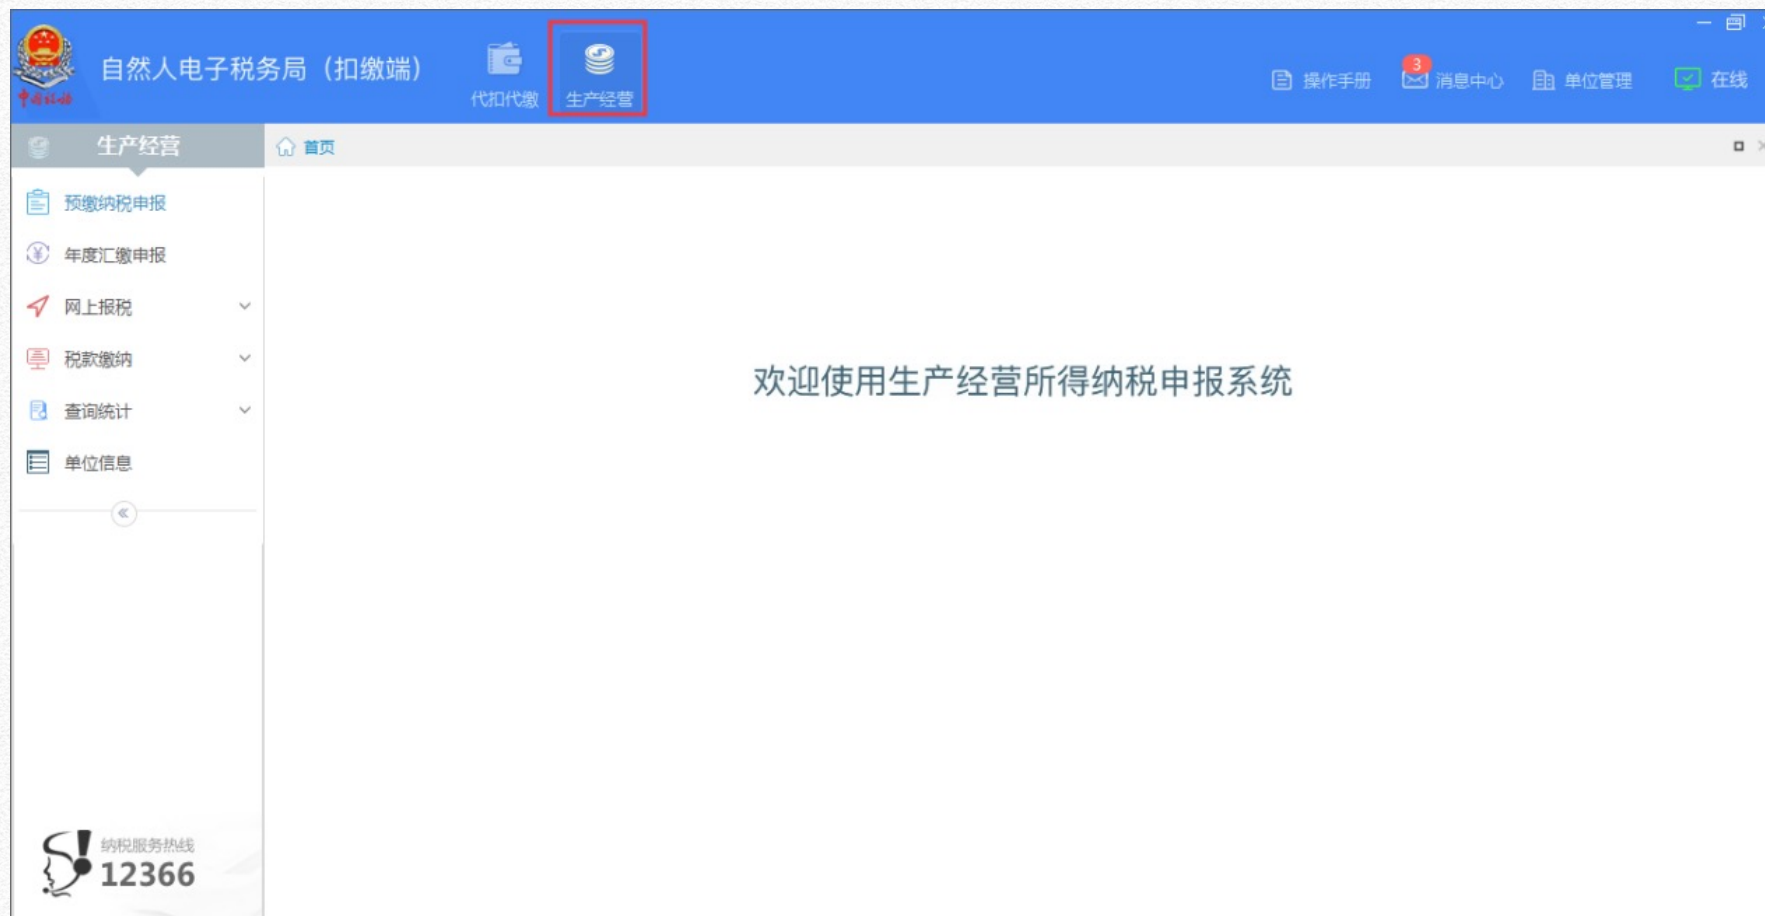 自然人电子税务局（扣缴端）
代扣代缴
生产经营
操作手册
3
消息中心
单位管理
在线
中国税务
生产经营
首页
预缴纳税申报
年度汇缴申报
网上报税
税款缴纳
查询统计
单位信息
欢迎使用生产经营所得纳税申报系统
纳税服务热线
12366